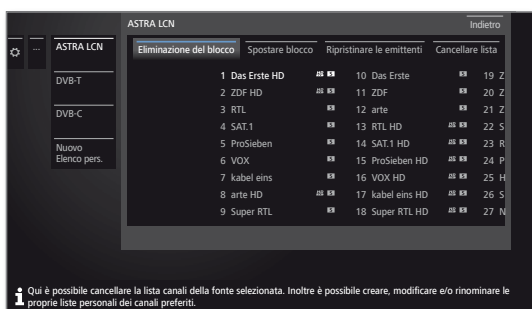 ASTRA LCN
Indietro
...
ASTRA LCN
DVB-T
DVB-C
Nuovo
Elenco pers.
Eliminazione del blocco
Spostare blocco
Ripristinare le emittenti
Cancellare lista
1 Das Erste HD
2 ZDF HD
3 RTL
4 SAT.1
5 ProSieben
6 VOX
7 kabel eins
8 arte HD
9 Super RTL
10 Das Erste
11 ZDF
12 arte
13 RTL HD
14 SAT.1 HD
15 ProSieben HD
16 VOX HD
17 kabel eins HD
18 Super RTL HD
19 Z
20 Z
21 Z
22 S
23 R
24 P
25 H
26 S
27 N
Qui è possibile cancellare la lista canali della fonte selezionata. Inoltre è possibile creare, modificare e/o rinominare le
proprie liste personali dei canali preferiti.